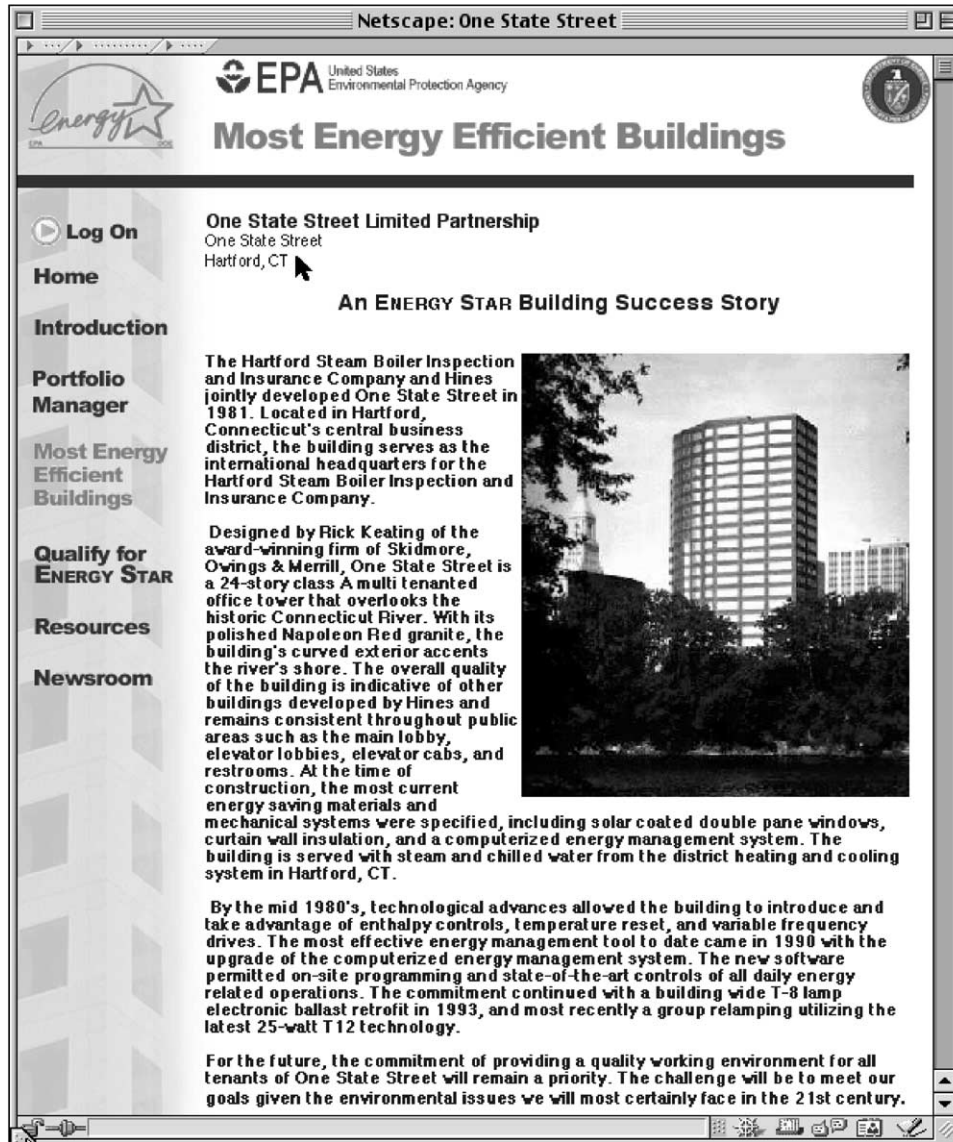 Netscape: One State Street
energy
EPA
DOE
EPA United States
Environmental Protection Agency
Most Energy Efficient Buildings
Log On
Home
Introduction
Portfolio
Manager
Most Energy
Efficient
Buildings
Qualify for
ENERGY STAR
Resources
Newsroom
One State Street Limited Partnership
One State Street
Hartford, CT
An ENERGY STAR Building Success Story
The Hartford Steam Boiler Inspection
and Insurance Company and Hines
jointly developed One State Street in
1981. Located in Hartford,
Connecticut's central business
district, the building serves as the
international headquarters for the
Hartford Steam Boiler Inspection and
Insurance Company.
Designed by Rick Keating of the
award-winning firm of Skidmore,
Owings & Merrill, One State Street is
a 24-story class A multi tenanted
office tower that overlooks the
historic Connecticut River. With its
polished Napoleon Red granite, the
building's curved exterior accents
the river's shore. The overall quality
of the building is indicative of other
buildings developed by Hines and
remains consistent throughout public
areas such as the main lobby,
elevator lobbies, elevator cabs, and
restrooms. At the time of
construction, the most current
energy saving materials and
mechanical systems were specified, including solar coated double pane windows,
curtain wall insulation, and a computerized energy management system. The
building is served with steam and chilled water from the district heating and cooling
system in Hartford, CT.
By the mid 1980's, technological advances allowed the building to introduce and
take advantage of enthalpy controls, temperature reset, and variable frequency
drives. The most effective energy management tool to date came in 1990 with the
upgrade of the computerized energy management system. The new software
permitted on-site programming and state-of-the-art controls of all daily energy
related operations. The commitment continued with a building wide T-8 lamp
electronic ballast retrofit in 1993, and most recently a group relamping utilizing the
latest 25-watt T12 technology.
For the future, the commitment of providing a quality working environment for all
tenants of One State Street will remain a priority. The challenge will be to meet our
goals given the environmental issues we will most certainly face in the 21st century.